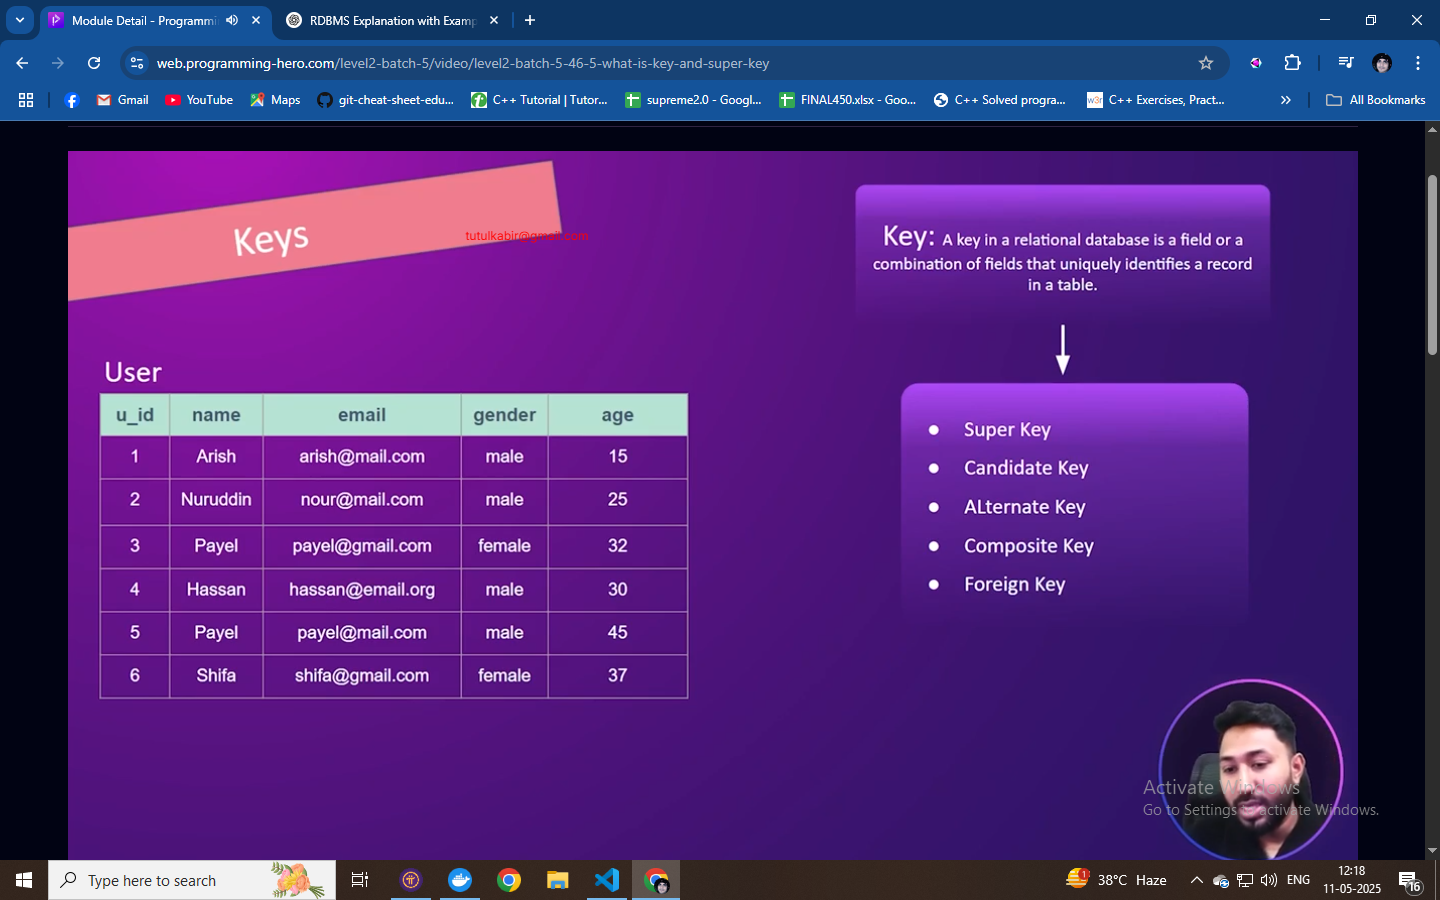 Module Detail - Programmi
RDBMS Explanation with Examp
web.programming-hero.com/level2-batch-5/video/level2-batch-5-46-5-what-is-key-and-super-key
Gmail
YouTube
Maps
git-cheat-sheet-edu...
C++ Tutorial | Tutor...
supreme2.0 - Googl...
FINAL450.xlsx - Goo...
C++ Solved progra...
w3r
C++ Exercises, Pract...
All Bookmarks
Keys
tutulkabir@gmail.com
Key: A key in a relational database is a field or a
combination of fields that uniquely identifies a record
in a table.
User
u_id name email gender age
1 Arish arish@mail.com male 15
2 Nuruddin nour@mail.com male 25
3 Payel payel@gmail.com female 32
4 Hassan hassan@email.org male 30
5 Payel payel@mail.com male 45
6 Shifa shifa@gmail.com female 37
Super Key
Candidate Key
ALternate Key
Composite Key
Foreign Key
Activate Windows
Go to Settings to activate Windows.
Type here to search
1
38°C Haze
ENG
12:18
11-05-2025
16